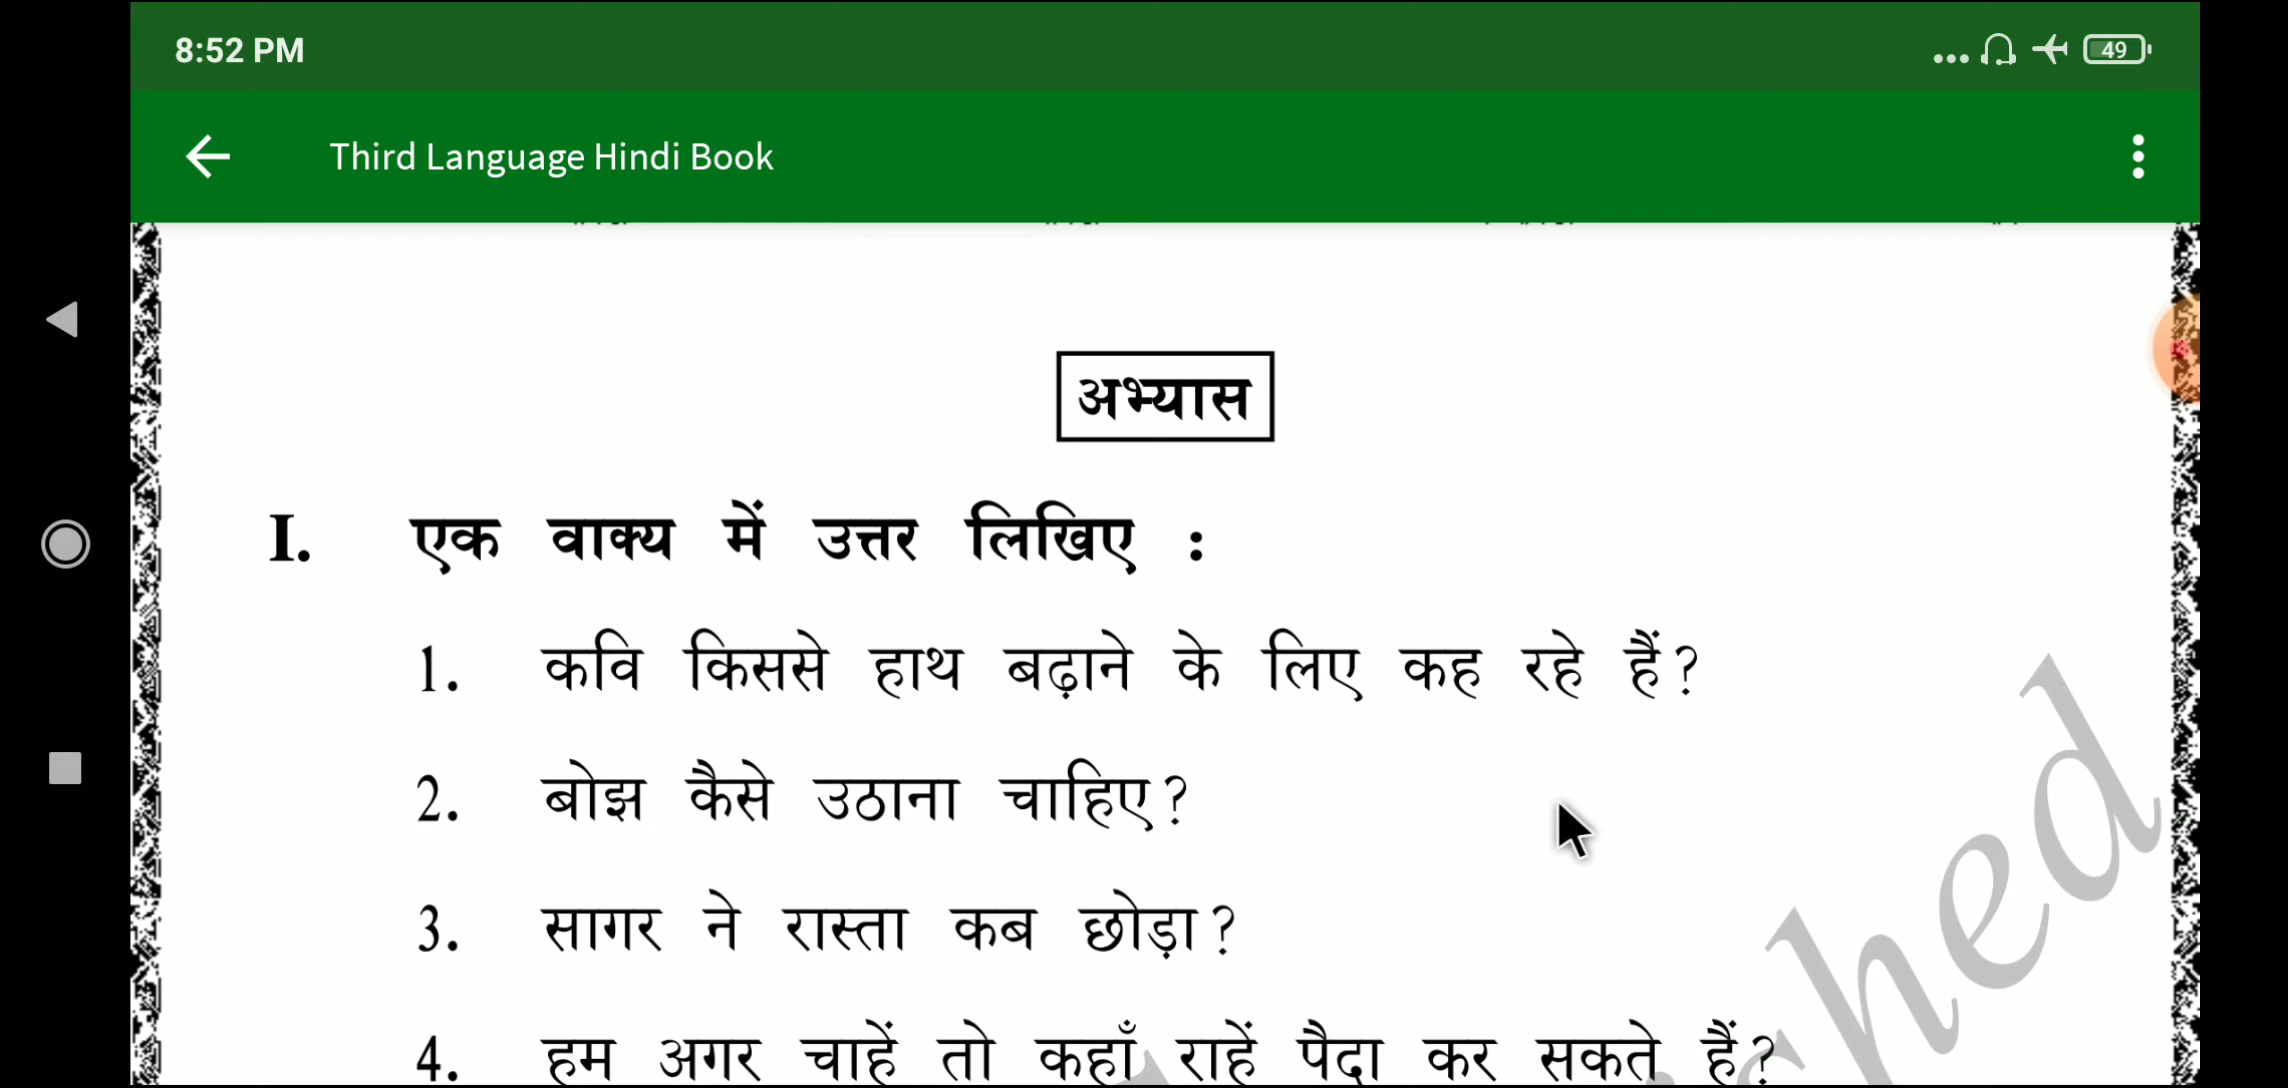 8:52 PM
49
Third Language Hindi Book
अभ्यास
I. एक वाक्य में उत्तर लिखिए :
1. कवि किससे हाथ बढ़ाने के लिए कह रहे हैं?
2. बोझ कैसे उठाना चाहिए?
3. सागर ने रास्ता कब छोड़ा?
4. हम अगर चाहें तो कहाँ राहें पैदा कर सकते हैं?